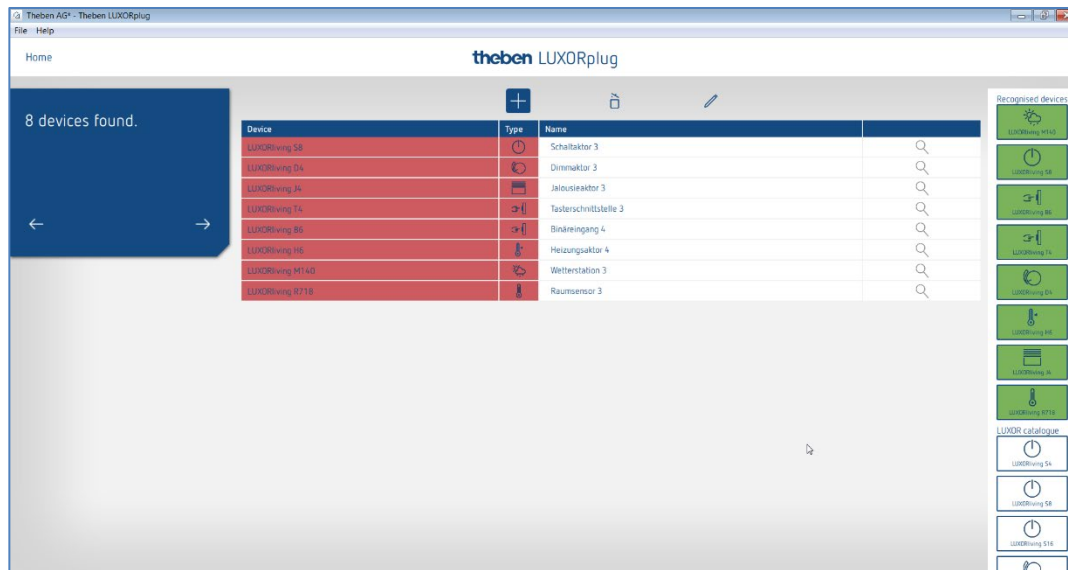 Theben AG* - Theben LUXORplug
File Help
Home
theben LUXORplug
8 devices found.
Device Type Name
LUXORliving S8 Schaltaktor 3
LUXORliving D4 Dimmaktor 3
LUXORliving J4 Jalousieaktor 3
LUXORliving T4 Tasterschnittstelle 3
LUXORliving B6 Binäreingang 4
LUXORliving H6 Heizungsaktor 4
LUXORliving M140 Wetterstation 3
LUXORliving R718 Raumsensor 3
Recognised devices
LUXORliving M140
LUXORliving S8
LUXORliving B6
LUXORliving T4
LUXORliving D4
LUXORliving H6
LUXORliving
LUXORliving R718
LUXOR catalogue
LUXORliving S4
LUXORliving S8
LUXORliving S16